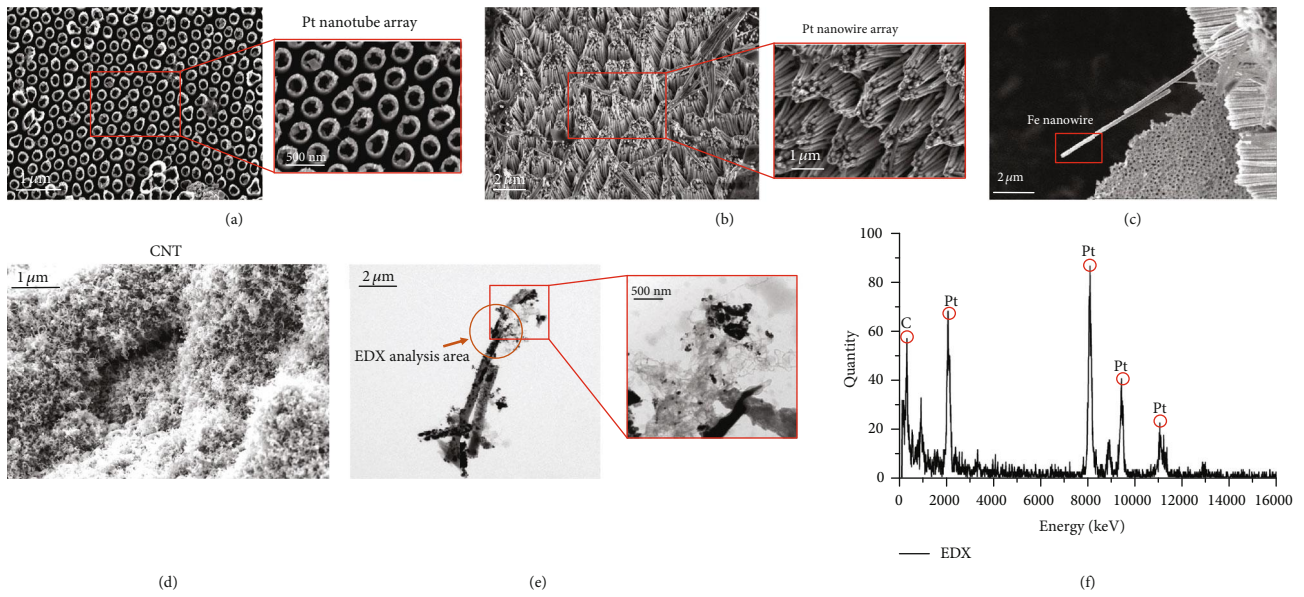 Pt nanotube array
1 μm
500 nm
(a)
Pt nanowire array
2 μm
1 μm
(b)
Fe nanowire
2 μm
(c)
CNT
1 μm
(d)
2 μm
EDX analysis area
500 nm
(e)
100
80
60
40
20
0
Quantity
C
Pt
Pt
Pt
Pt
0
2000
4000
6000
8000
10000
12000
14000
16000
Energy (keV)
EDX
(f)